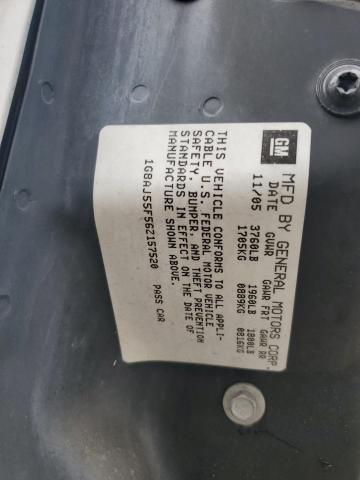 GM
MFD BY GENERAL MOTORS CORP.
DATE GVWR GAWR FRT GAWR RR
11/05 3760LB 1960LB 1800LB
1705KG 0889KG 0816KG
THIS VEHICLE CONFORMS TO ALL APPLI-
CABLE U.S. FEDERAL MOTOR VEHICLE
SAFETY, BUMPER, AND THEFT PREVENTION
STANDARDS IN EFFECT ON THE DATE OF
MANUFACTURE SHOWN ABOVE.
1G8AJ55F562157520 PASS CAR